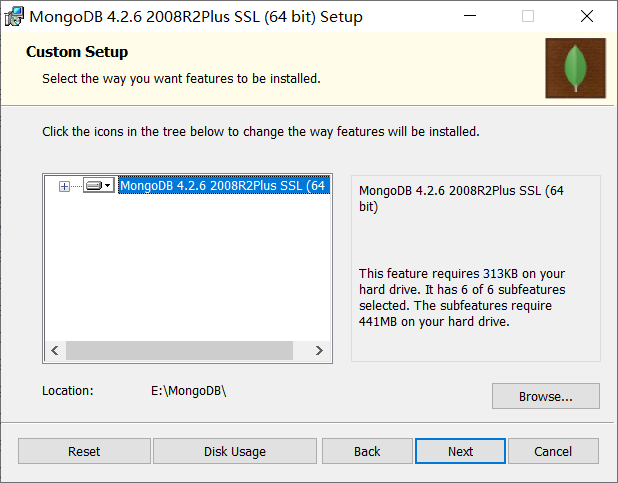 MongoDB 4.2.6 2008R2Plus SSL (64 bit) Setup
Custom Setup
Select the way you want features to be installed.
Click the icons in the tree below to change the way features will be installed.
MongoDB 4.2.6 2008R2Plus SSL (64
MongoDB 4.2.6 2008R2Plus SSL (64
bit)
This feature requires 313KB on your
hard drive. It has 6 of 6 subfeatures
selected. The subfeatures require
441MB on your hard drive.
Location: E:\MongoDB\
Browse...
Reset Disk Usage Back Next Cancel